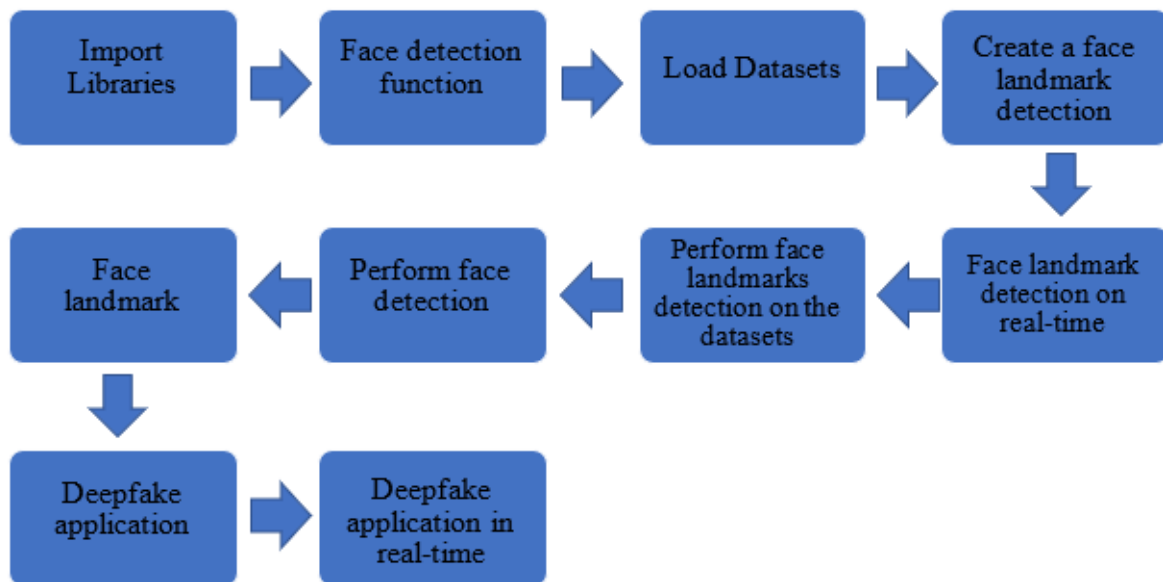 Import
Libraries
Face detection
function
Load Datasets
Create a face
landmark
detection
Face landmark
detection on
real-time
Perform face
landmarks
detection on the
datasets
Perform face
detection
Face
landmark
Deepfake
application
Deepfake
application in
real-time